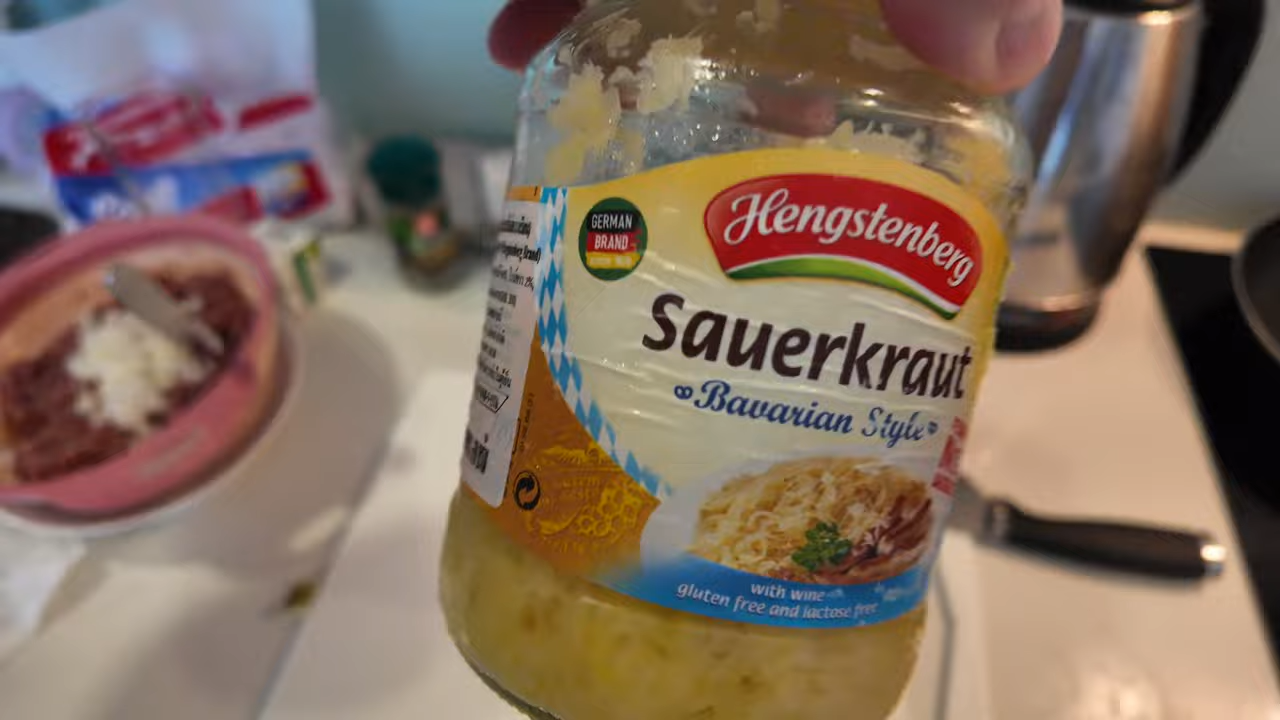 GERMAN
BRAND
Hengstenberg
Sauerkraut
Bavarian Style
with wine
gluten free and lactose free